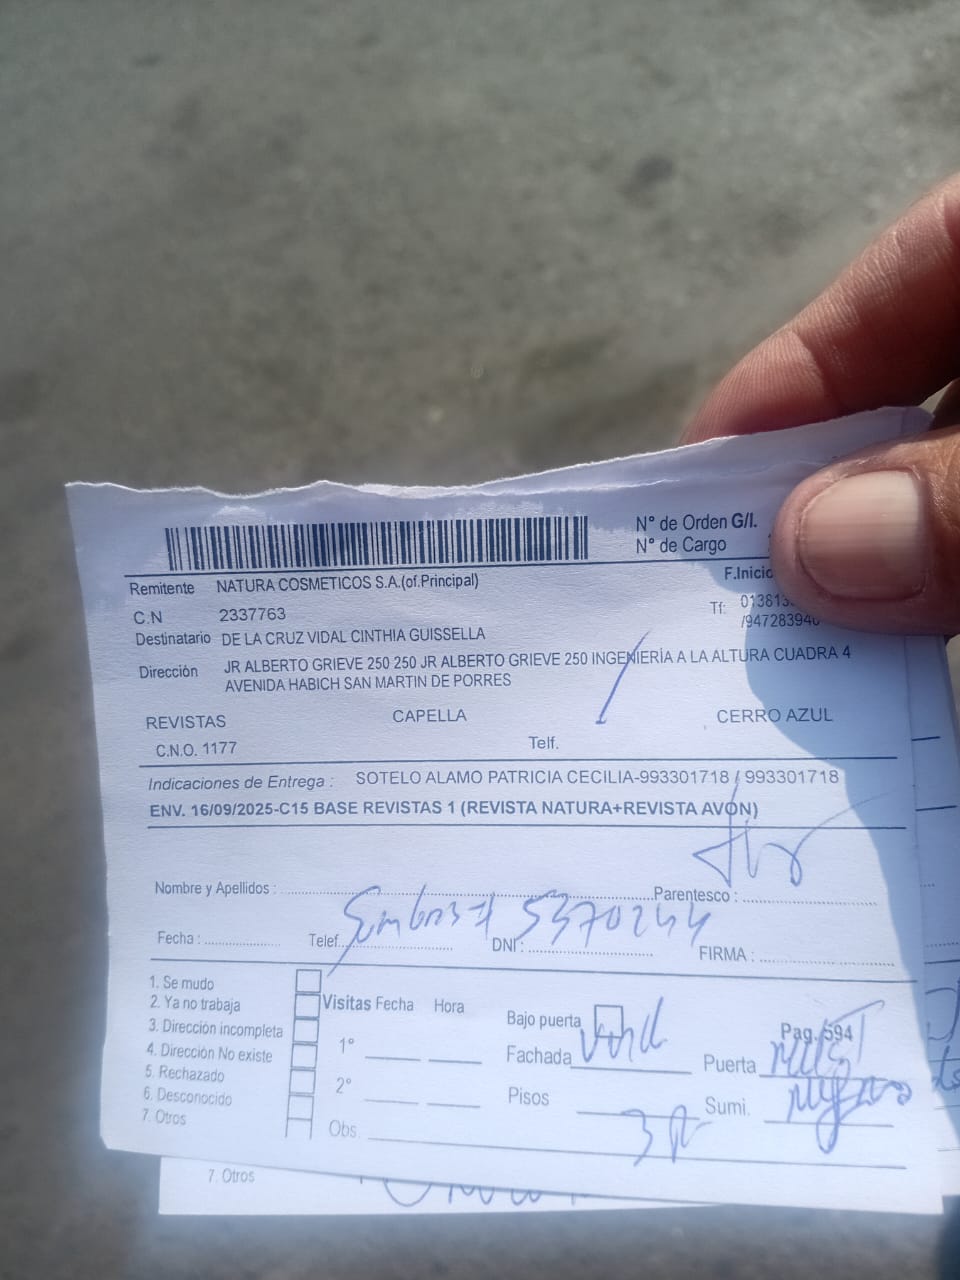 N° de Orden G/I.
N° de Cargo
Remitente NATURA COSMETICOS S.A.(of.Principal)
F.Inicio
C.N 2337763
Tf: 01381
/94728394
Destinatario DE LA CRUZ VIDAL CINTHIA GUISSELLA
Dirección JR ALBERTO GRIEVE 250 250 JR ALBERTO GRIEVE 250 INGENIERÍA A LA ALTURA CUADRA 4
AVENIDA HABICH SAN MARTIN DE PORRES
REVISTAS CAPELLA CERRO AZUL
C.N.O. 1177 Telf.
Indicaciones de Entrega : SOTELO ALAMO PATRICIA CECILIA-993301718 / 993301718
ENV. 16/09/2025-C15 BASE REVISTAS 1 (REVISTA NATURA+REVISTA AVON)
Nombre y Apellidos : Parentesco :
5370244
Fecha : Telef. DNI : FIRMA :
1. Se mudo
2. Ya no trabaja
3. Dirección incompleta
4. Dirección No existe
5. Rechazado
6. Desconocido
7. Otros
Visitas Fecha Hora
1°
2°
Obs.
Bajo puerta Pag. 594
Fachada Puerta
Pisos 3 Sumi.
7. Otros